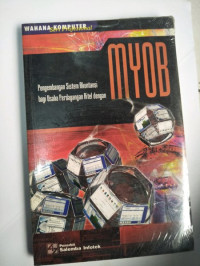 WAHANA KOMPUTER
Pengembangan Sistem Akuntansi
bagi Usaha Perdagangan Ritel dengan
MYOB
Penerbit
Salemba Infotek